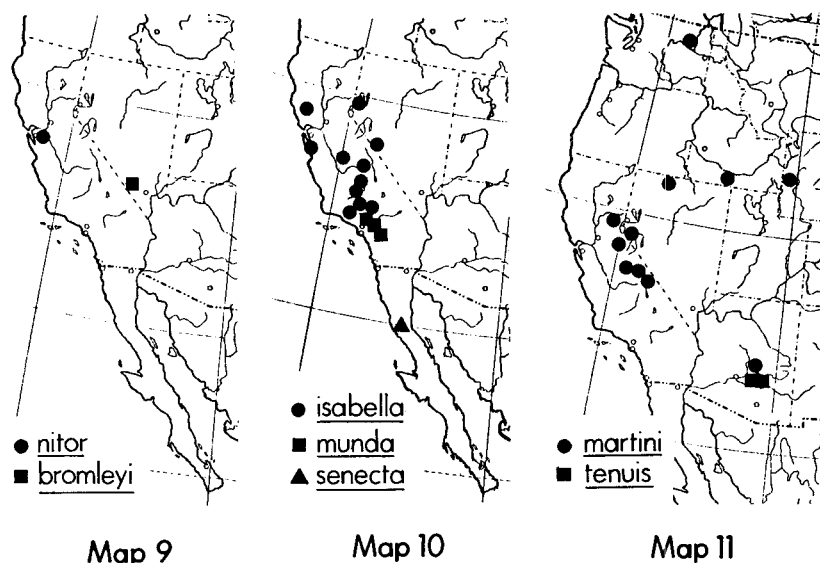 nitor
bromleyi
Map 9
isabella
munda
senecta
Map 10
martini
tenuis
Map 11